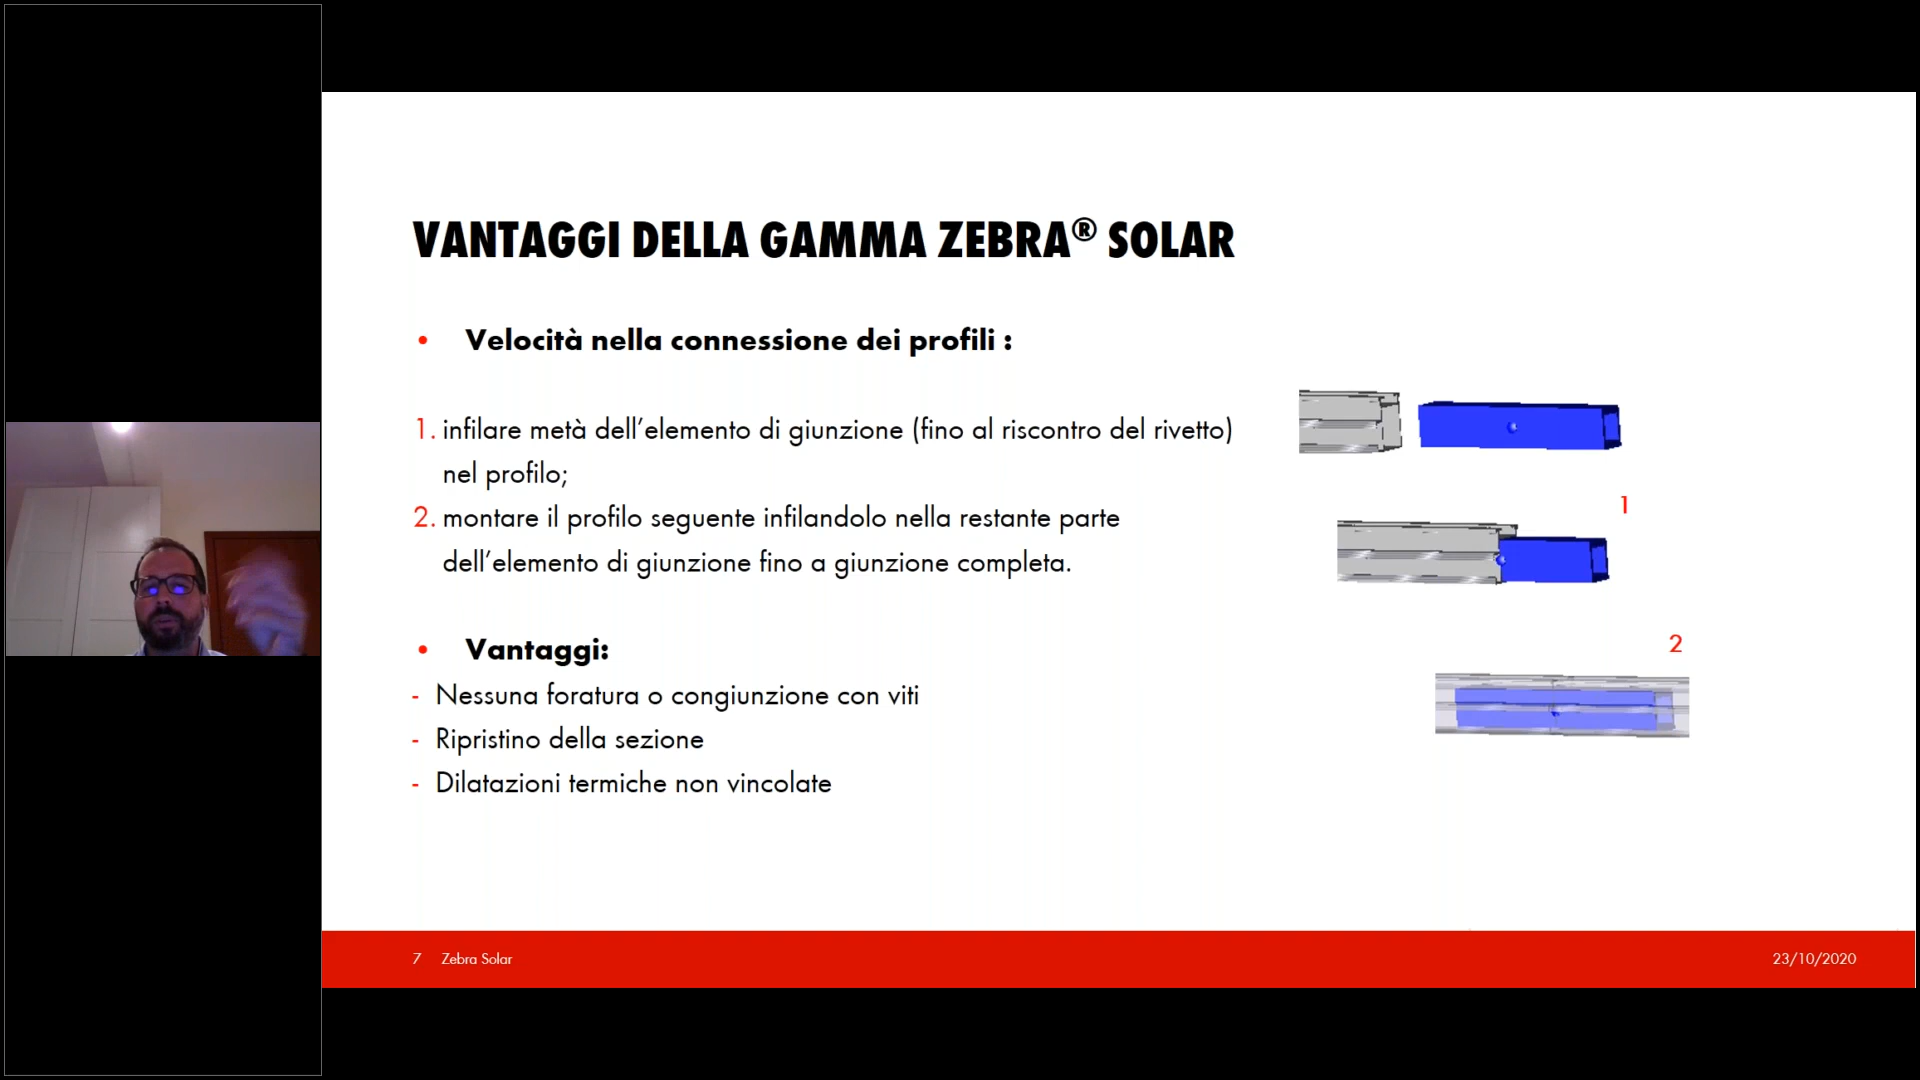 VANTAGGI DELLA GAMMA ZEBRA® SOLAR
• Velocità nella connessione dei profili :
1. infilare metà dell’elemento di giunzione (fino al riscontro del rivetto)
nel profilo;
2. montare il profilo seguente infilandolo nella restante parte
dell’elemento di giunzione fino a giunzione completa.
• Vantaggi:
- Nessuna foratura o congiunzione con viti
- Ripristino della sezione
- Dilatazioni termiche non vincolate
1
2
7 Zebra Solar
23/10/2020